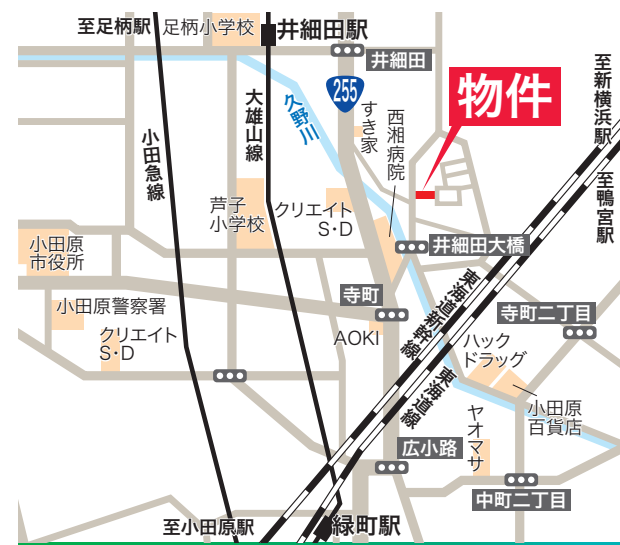 至足柄駅
足柄小学校
井細田駅
井細田
255
至新横浜駅
至鴨宮駅
物件
大雄山線
久野川
すき家
西湘病院
小田急線
芦子
小学校
クリエイト
S・D
小田原
市役所
井細田大橋
東海道新幹線
寺町
寺町二丁目
小田原警察署
クリエイト
S・D
AOKI
ハック
ドラッグ
東海道線
小田原
百貨店
ヤオマサ
広小路
中町二丁目
至小田原駅
緑町駅